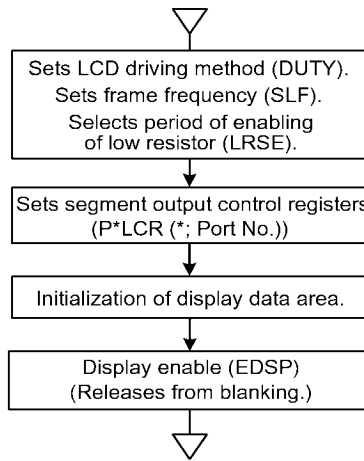 Sets LCD driving method (DUTY).
Sets frame frequency (SLF).
Selects period of enabling
of low resistor (LRSE).
Sets segment output control registers
(P*LCR (*; Port No.))
Initialization of display data area.
Display enable (EDSP)
(Releases from blanking.)